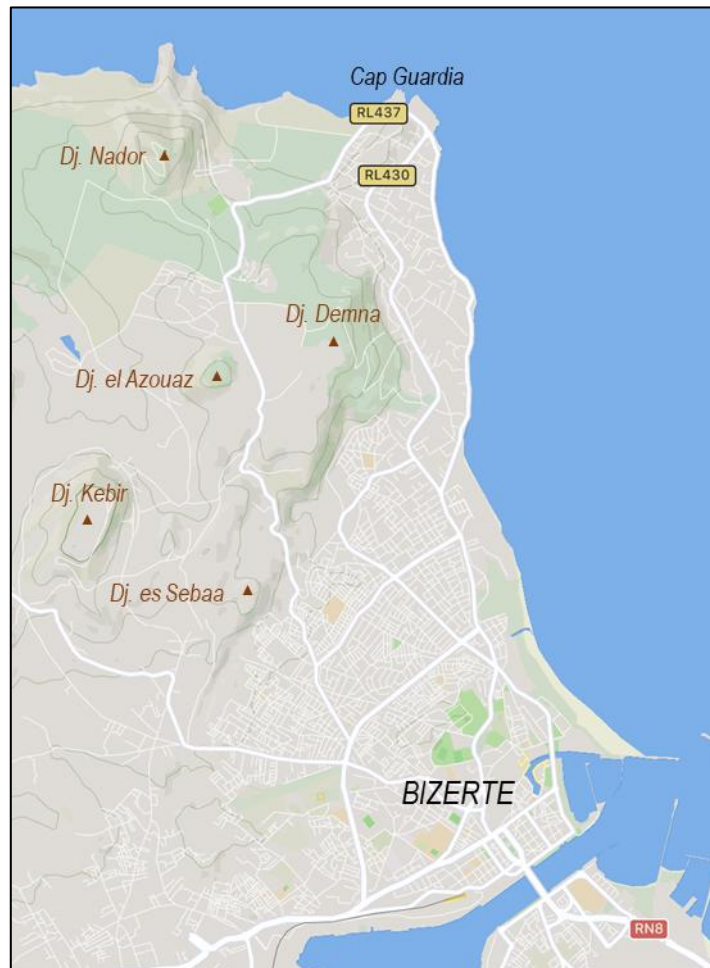 Cap Guardia
RL437
Dj. Nador
RL430
Dj. Demna
Dj. el Azouaz
Dj. Kebir
Dj. es Sebaa
BIZERTE
RN8